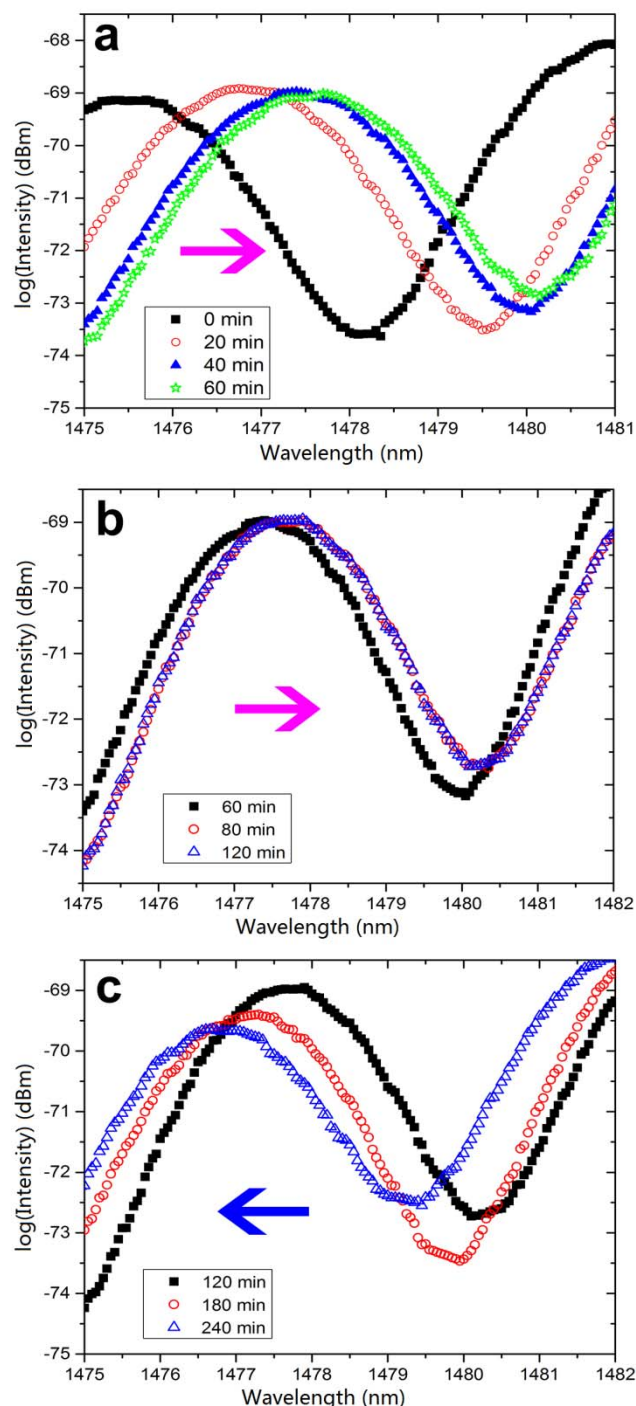 a
log(Intensity) (dBm)
-68
-69
-70
-71
-72
-73
-74
-75
0 min
20 min
40 min
60 min
1475 1476 1477 1478 1479 1480 1481
Wavelength (nm)
b
log(Intensity) (dBm)
-69
-70
-71
-72
-73
-74
60 min
80 min
120 min
1475 1476 1477 1478 1479 1480 1481 1482
Wavelength (nm)
c
log(Intensity) (dBm)
-69
-70
-71
-72
-73
-74
-75
120 min
180 min
240 min
1475 1476 1477 1478 1479 1480 1481 1482
Wavelength (nm)